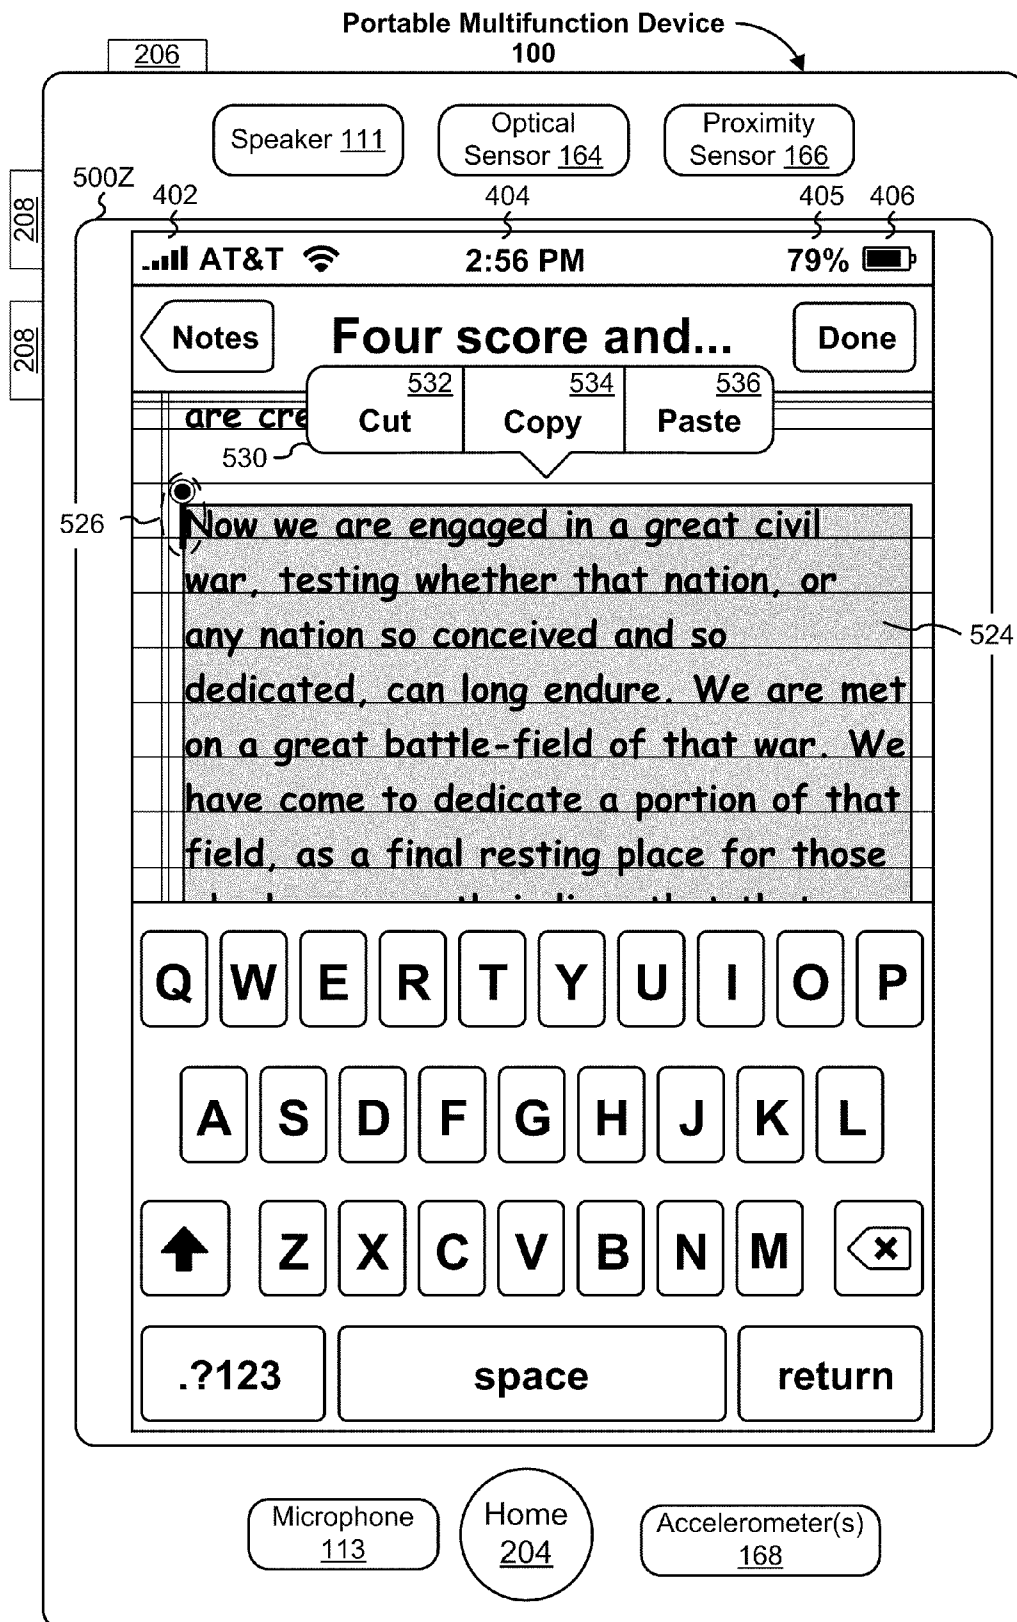 Portable Multifunction Device
100
206
Speaker 111
Optical
Sensor 164
Proximity
Sensor 166
500Z
402
404
405
406
208
208
AT&T
2:56 PM
79%
Notes
Four score and...
Done
532
534
536
Cut
Copy
Paste
are cre
530
526
Now we are engaged in a great civil
war, testing whether that nation, or
any nation so conceived and so
524
dedicated, can long endure. We are met
on a great battle-field of that war. We
have come to dedicate a portion of that
field, as a final resting place for those
Q W E R T Y U I O P
A S D F G H J K L
Z X C V B N M
.?123
space
return
Microphone
113
Home
204
Accelerometer(s)
168